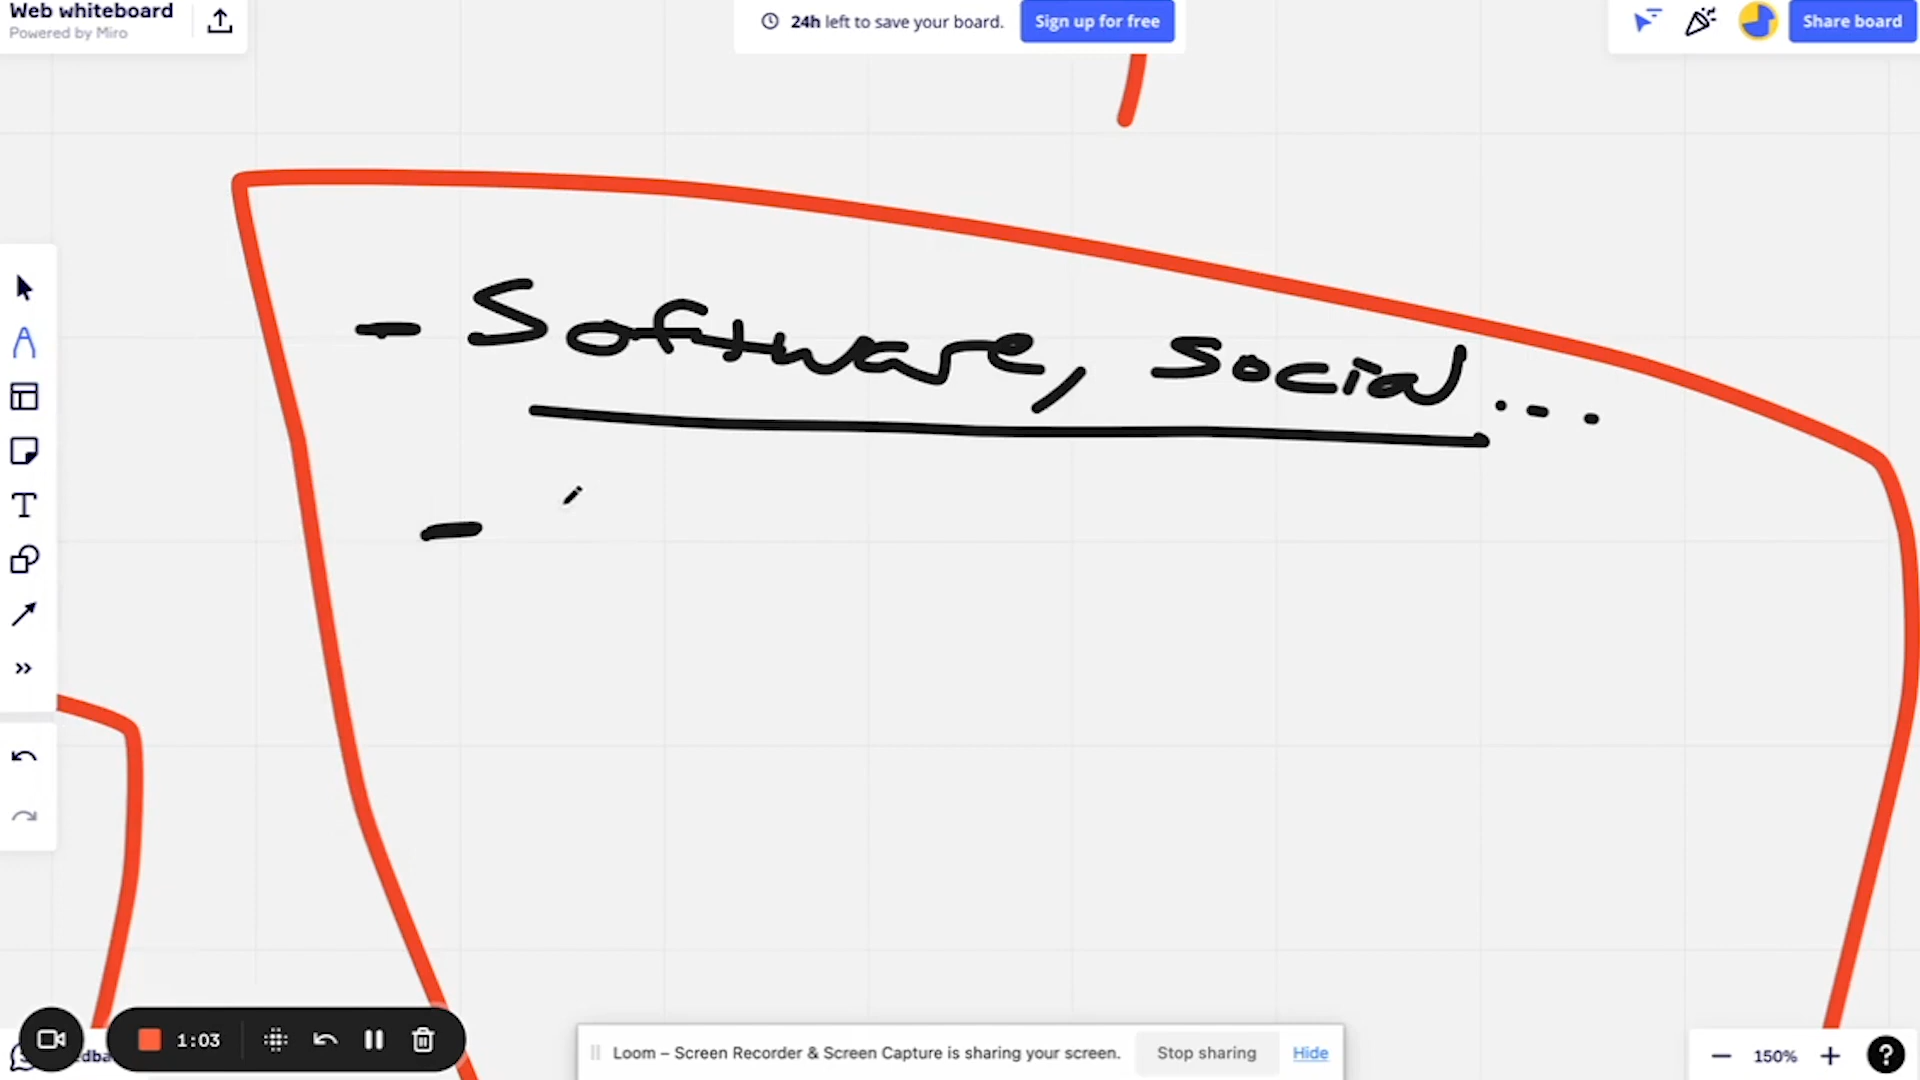 Web whiteboard
Powered by Miro
24h left to save your board.
Sign up for free
Share board
- Software, Social...
-
T
1:03
Loom – Screen Recorder & Screen Capture is sharing your screen.
Stop sharing
Hide
150%
?